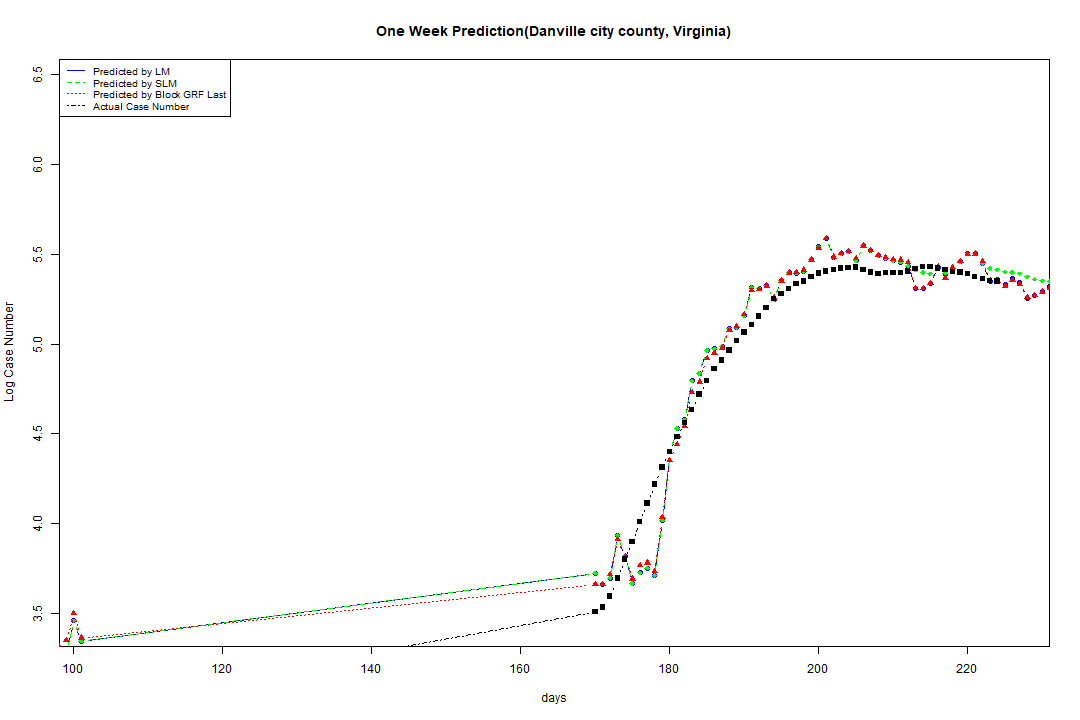 One Week Prediction(Danville city county, Virginia)
Predicted by LM
Predicted by SLM
Predicted by Block GRF Last
Actual Case Number
Log Case Number
6.5
6.0
5.5
5.0
4.5
4.0
3.5
100 120 140 160 180 200 220
days